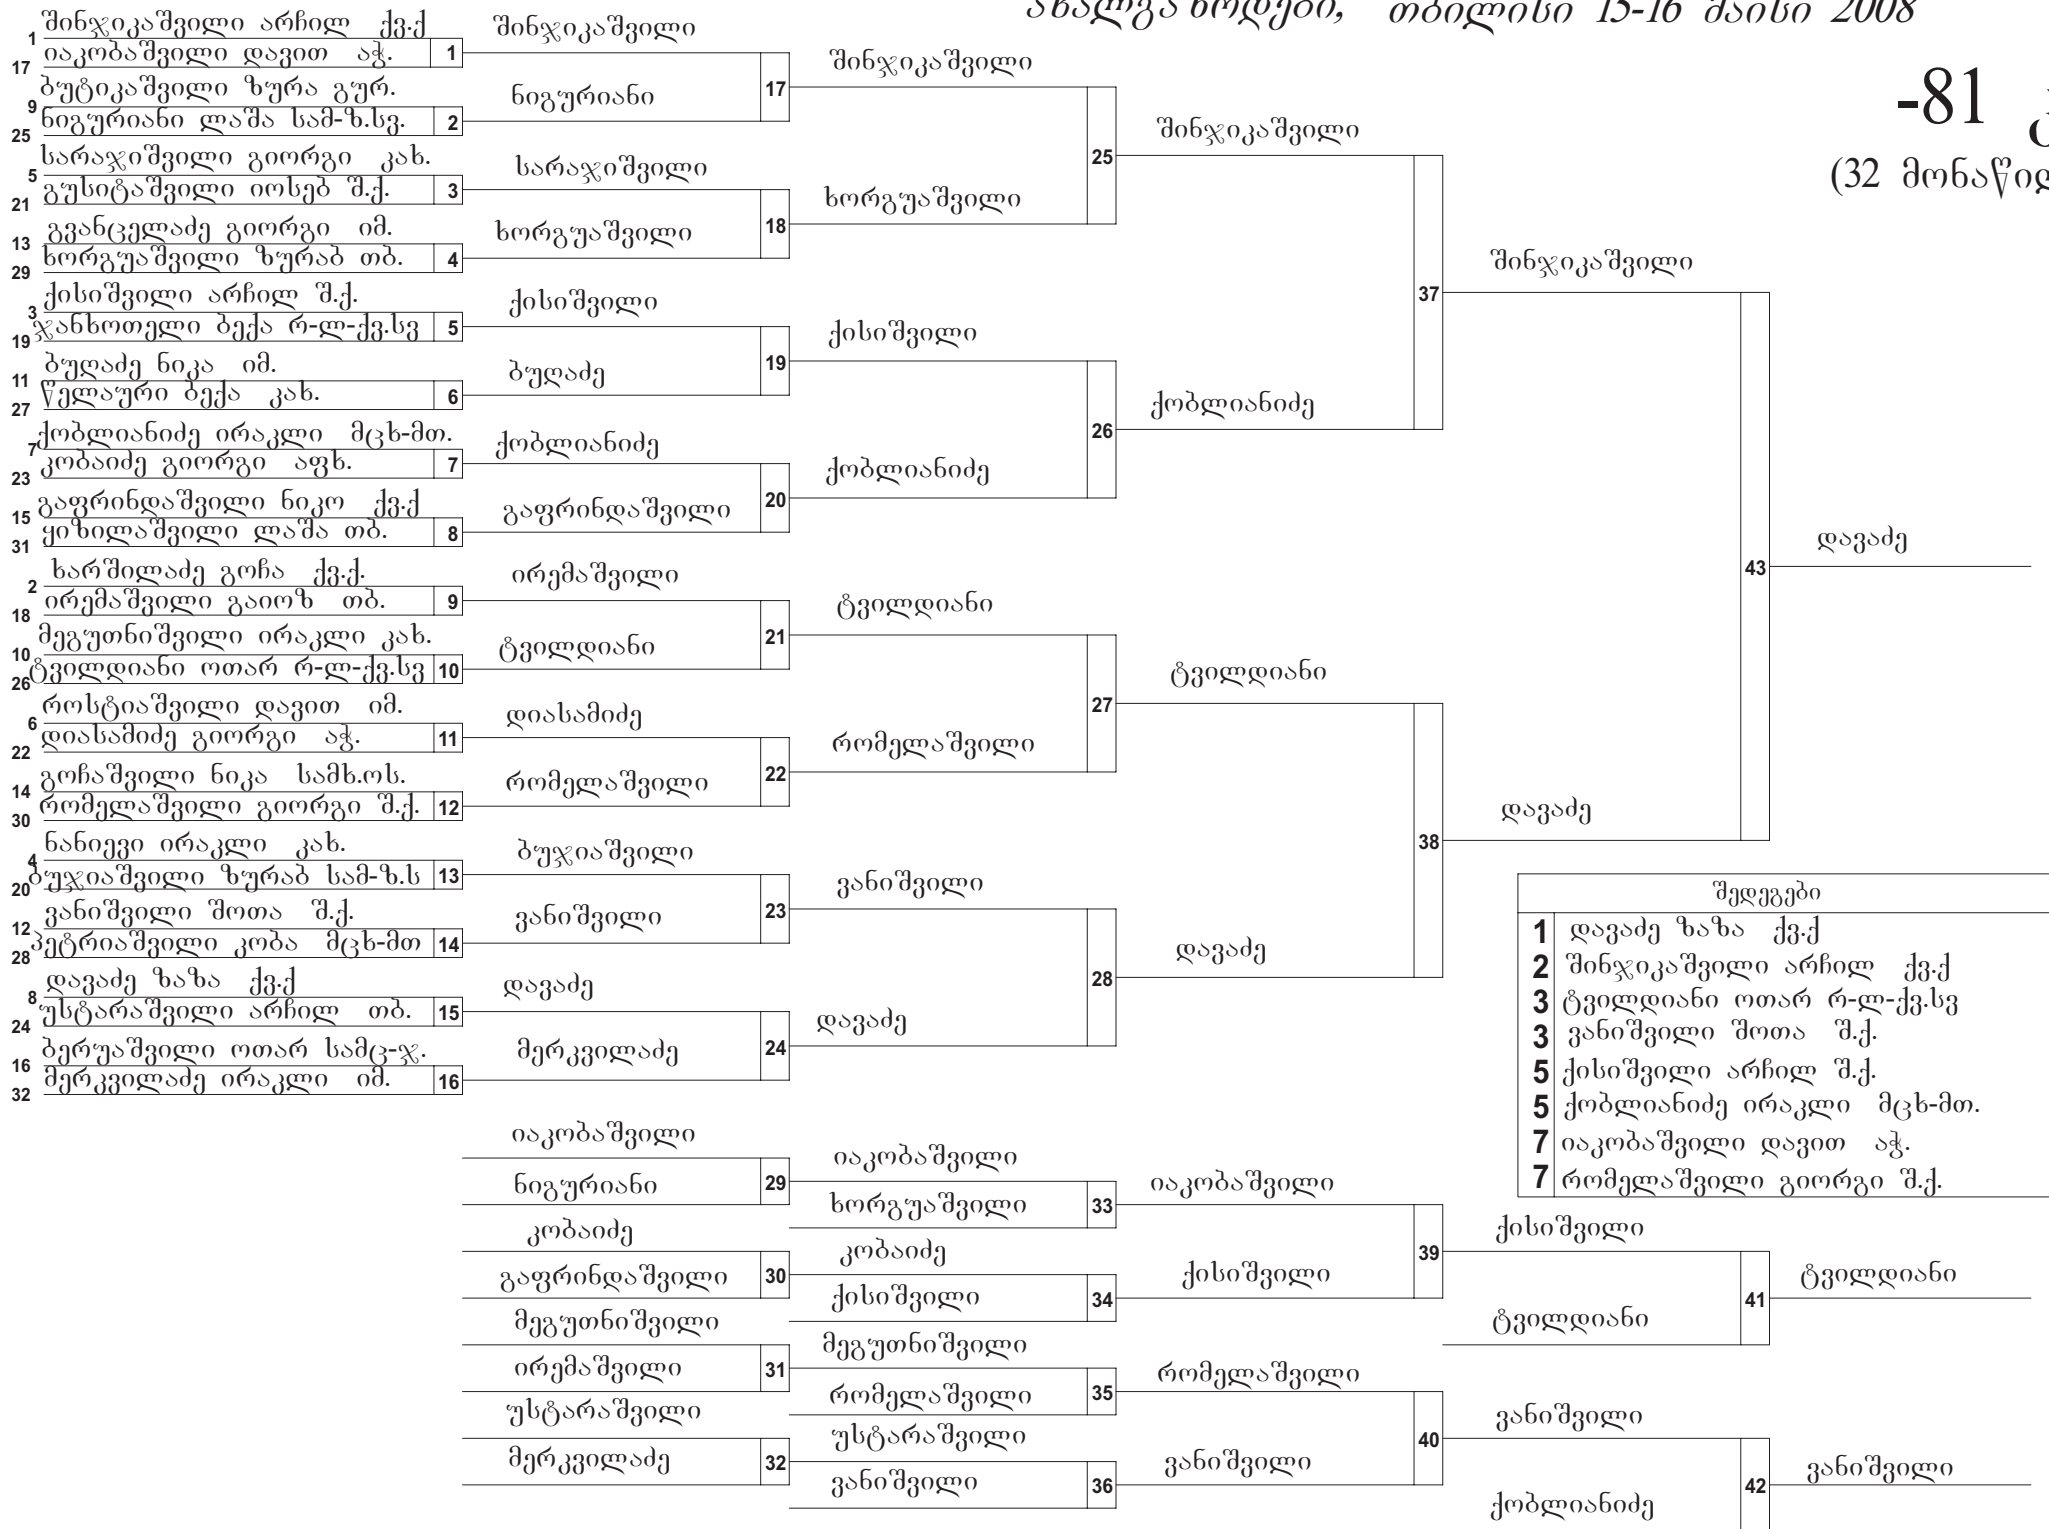 ახალგაზრდები, თბილისი 15-16 მაისი 2008
-81
(32
შინჯიკაშვილი არჩილ ქვ.ქ
1
იაკობაშვილი დავით აჭ. 1
17
ბუტიკაშვილი ზურა გურ.
9
ნიგურიანი ლაშა სამ-ზ.სვ. 2
25
სარაჯიშვილი გიორგი კახ.
5
გუსიტაშვილი იოსებ შ.ქ. 3
21
გვანცელაძე გიორგი იმ.
13
ხორგუაშვილი ზურაბ თბ. 4
29
ქისიშვილი არჩილ შ.ქ.
3
ჯანხოთელი ბექა რ-ლ-ქვ.სვ 5
19
ბუღაძე ნიკა იმ.
11
წელაური ბექა კახ. 6
27
ქობლიანიძე ირაკლი მცხ-მთ.
7
კობაიძე გიორგი აფხ. 7
23
გაფრინდაშვილი ნიკო ქვ.ქ
15
ყიზილაშვილი ლაშა თბ. 8
31
ხარშილაძე გოჩა ქვ.ქ.
2
ირემაშვილი გაიოზ თბ. 9
18
მეგუთნიშვილი ირაკლი კახ.
10
ტვილდიანი ოთარ რ-ლ-ქვ.სვ 10
26
როსტიაშვილი დავით იმ.
6
დიასამიძე გიორგი აჭ. 11
22
გოჩაშვილი ნიკა სამხ.ოს.
14
რომელაშვილი გიორგი შ.ქ. 12
30
ნანიევი ირაკლი კახ.
4
ბუჯიაშვილი ზურაბ სამ-ზ.ს 13
20
ვანიშვილი შოთა შ.ქ.
12
პეტრიაშვილი კობა მცხ-მთ 14
28
დავაძე ზაზა ქვ.ქ
8
უსტარაშვილი არჩილ თბ. 15
24
ბერუაშვილი ოთარ სამც-ჯ.
16
მერკვილაძე ირაკლი იმ. 16
32
შინჯიკაშვილი
ნიგურიანი 17
სარაჯიშვილი
ხორგუაშვილი 18
ქისიშვილი
ბუღაძე 19
ქობლიანიძე
გაფრინდაშვილი 20
ირემაშვილი
ტვილდიანი 21
დიასამიძე
რომელაშვილი 22
ბუჯიაშვილი
ვანიშვილი 23
დავაძე
მერკვილაძე 24
შინჯიკაშვილი
ხორგუაშვილი 25
ქისიშვილი
ქობლიანიძე 26
ტვილდიანი
რომელაშვილი 27
ვანიშვილი
დავაძე 28
შინჯიკაშვილი
ქობლიანიძე 37
ტვილდიანი
დავაძე 38
შინჯიკაშვილი
დავაძე 43
დავაძე
შედეგები
1 დავაძე ზაზა ქვ.ქ
2 შინჯიკაშვილი არჩილ ქვ.ქ
3 ტვილდიანი ოთარ რ-ლ-ქვ.სვ
3 ვანიშვილი შოთა შ.ქ.
5 ქისიშვილი არჩილ შ.ქ.
5 ქობლიანიძე ირაკლი მცხ-მთ.
7 იაკობაშვილი დავით აჭ.
7 რომელაშვილი გიორგი შ.ქ.
იაკობაშვილი
ნიგურიანი 29
კობაიძე
გაფრინდაშვილი 30
მეგუთნიშვილი
ირემაშვილი 31
უსტარაშვილი
მერკვილაძე 32
იაკობაშვილი
ხორგუაშვილი 33
კობაიძე
ქისიშვილი 34
მეგუთნიშვილი
რომელაშვილი 35
უსტარაშვილი
ვანიშვილი 36
იაკობაშვილი
ქისიშვილი 39
რომელაშვილი
ვანიშვილი 40
ქისიშვილი
ტვილდიანი 41
ვანიშვილი
ქობლიანიძე 42
ტვილდიანი
ვანიშვილი